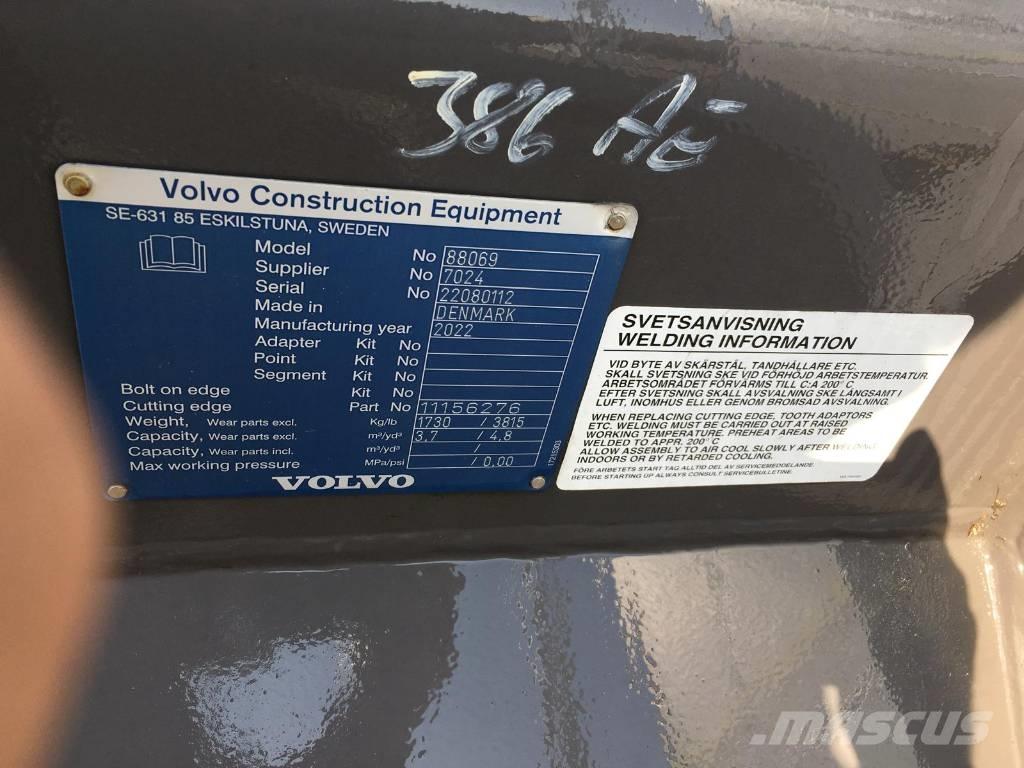 386 AE
Volvo Construction Equipment
SE-631 85 ESKILSTUNA, SWEDEN
Model No 88069
Supplier No 7024
Serial No 22080112
Made in DENMARK
Manufacturing year 2022
Adapter Kit No
Point Kit No
Segment Kit No
Bolt on edge Kit No
Cutting edge Part No 11156276
Weight, Wear parts excl. Kg/lb 1730 / 3815
Capacity, Wear parts excl. m³/yd³ 3.7 / 4,8
Capacity, Wear parts incl. m³/yd³ /
Max working pressure MPa/psi / 0,00
VOLVO
SVETSANVISNING
WELDING INFORMATION
VID BYTE AV SKÄRSTÅL, TANDHÅLLARE ETC.
SKALL SVETSNING SKE VID FÖRHÖJD ARBETSTEMPERATUR.
ARBETSOMRÅDET FÖRVÄRMS TILL C:A 200° C
EFTER SVETSNING SKALL AVSVALNING SKE LÅNGSAMT I
LUFT, INOMHUS ELLER GENOM BROMSAD AVSVALNING.
WHEN REPLACING CUTTING EDGE, TOOTH ADAPTORS
ETC. WELDING MUST BE CARRIED OUT AT RAISED
WORKING TEMPERATURE. PREHEAT AREAS TO BE
WELDED TO APPR. 200° C
ALLOW ASSEMBLY TO AIR COOL SLOWLY AFTER WELDING
INDOORS OR BY RETARDED COOLING.
FÖRE ARBETETS START TAG ALLTID DEL AV SERVICEMEDDELANDE.
BEFORE STARTING UP ALWAYS CONSULT SERVICEBULLETINE.
mascus